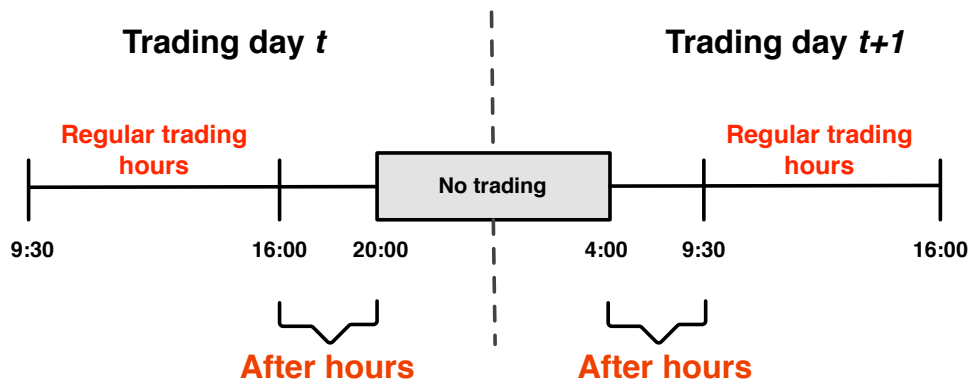 Trading day t
Trading day t+1
Regular trading
hours
Regular trading
hours
No trading
9:30
16:00
20:00
4:00
9:30
16:00
After hours
After hours